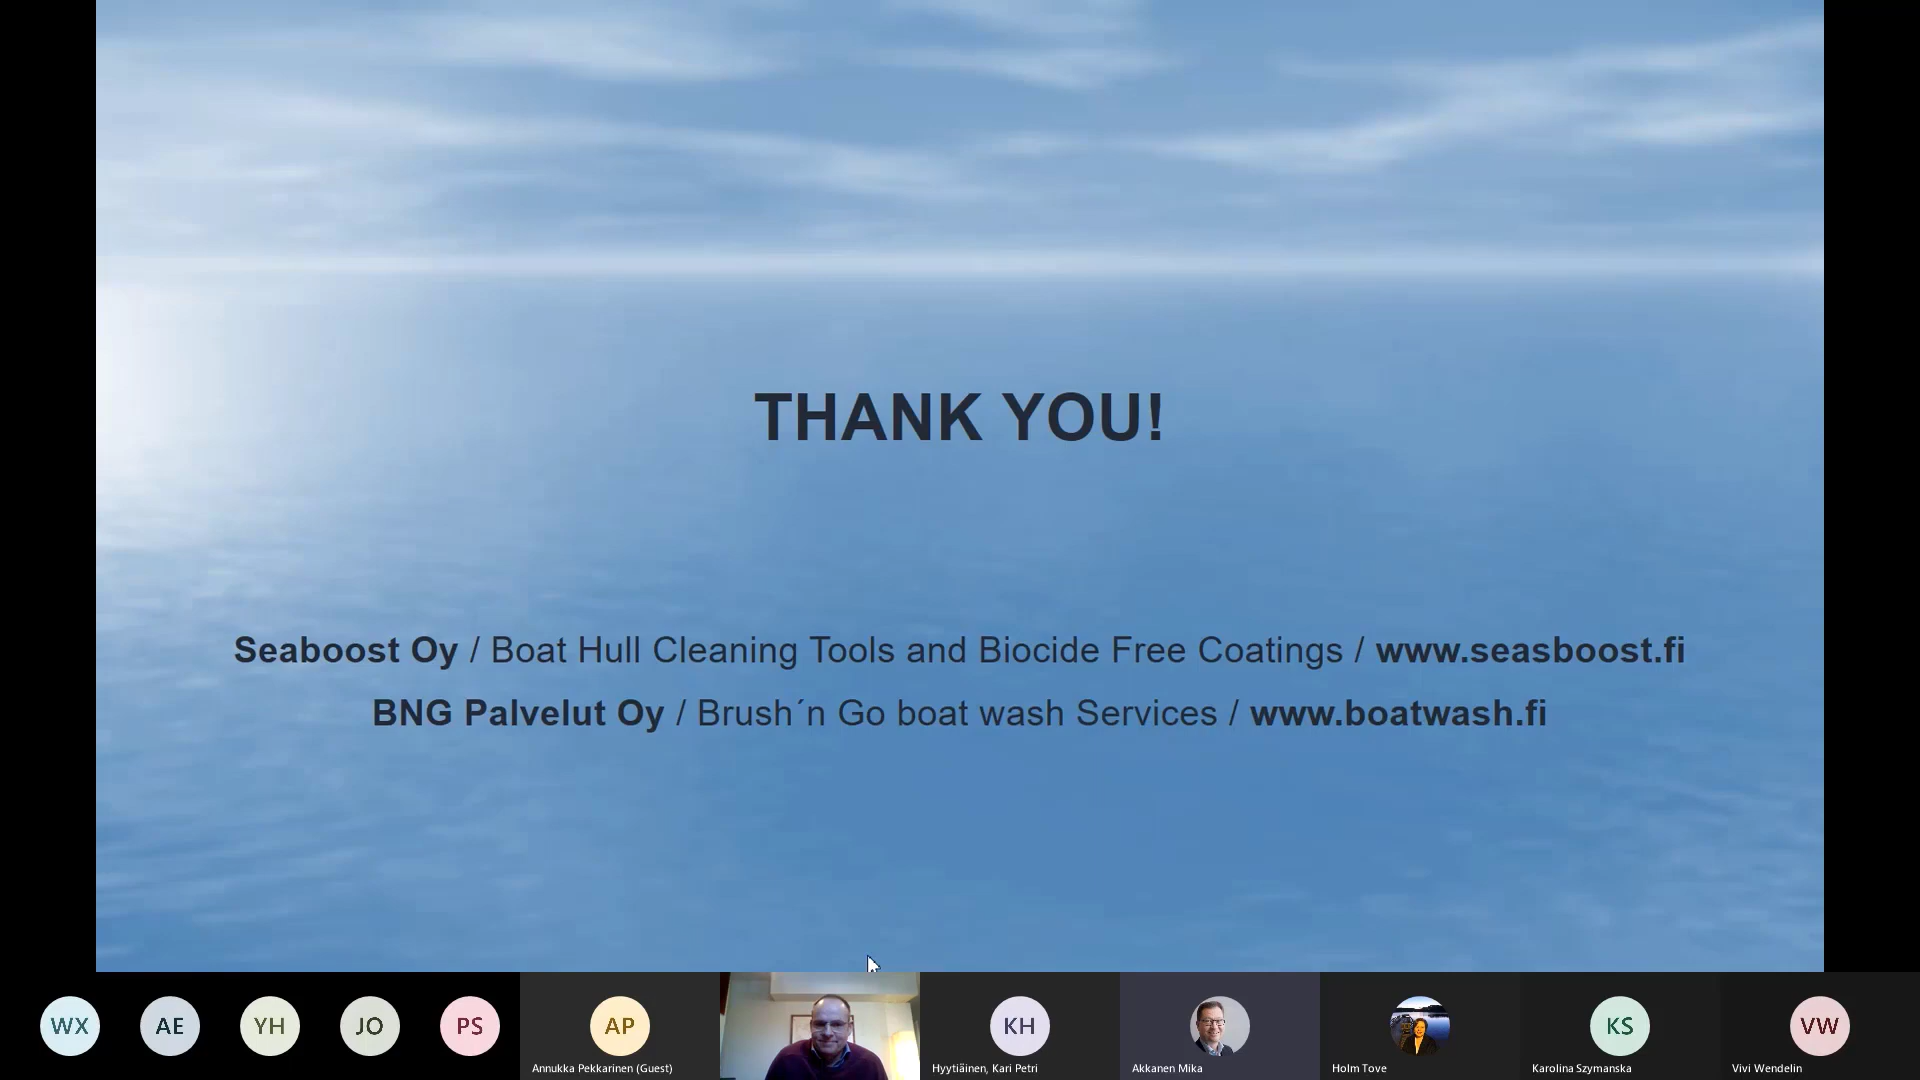 THANK YOU!
Seaboost Oy / Boat Hull Cleaning Tools and Biocide Free Coatings / www.seasboost.fi
BNG Palvelut Oy / Brush´n Go boat wash Services / www.boatwash.fi
WX
AE
YH
JO
PS
AP
Annukka Pekkarinen (Guest)
KH
Hyytiäinen, Kari Petri
Akkanen Mika
Holm Tove
KS
Karolina Szymanska
VW
Vivi Wendelin